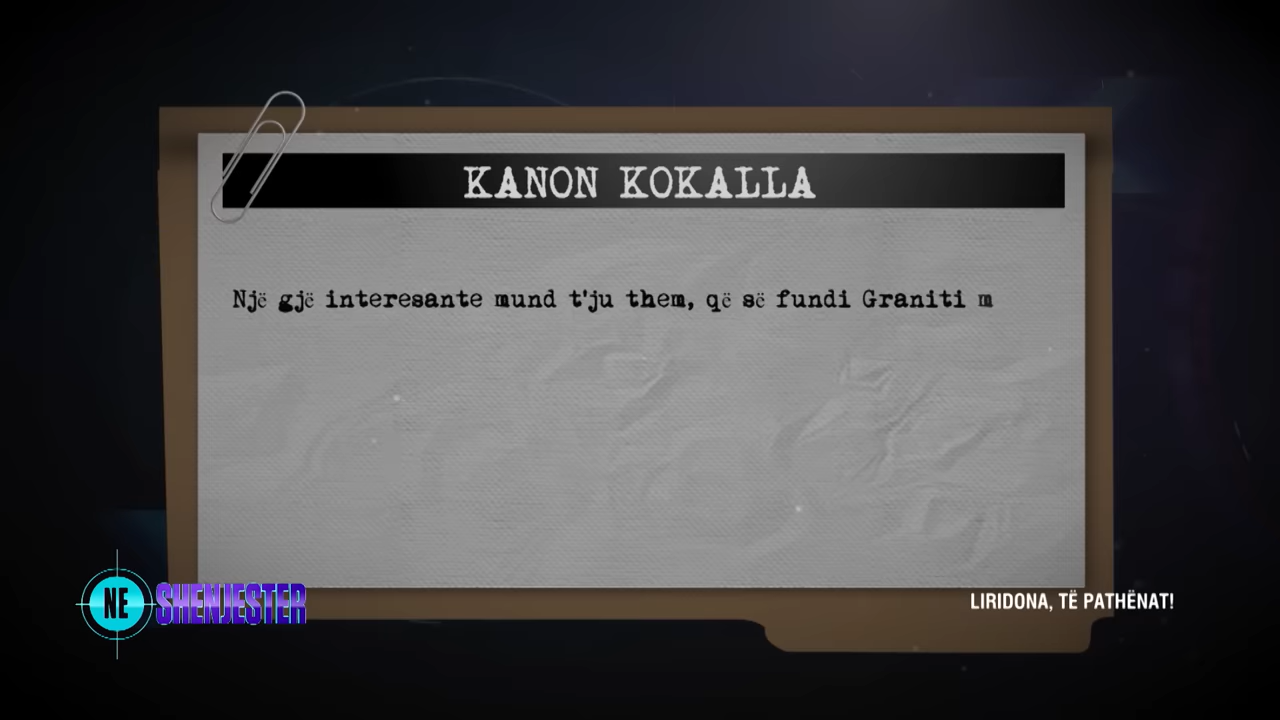 KANON KOKALLA
Një gjë interesante mund t'ju them, që së fundi Graniti m
NE SHENJESTER
LIRIDONA, TË PATHËNAT!